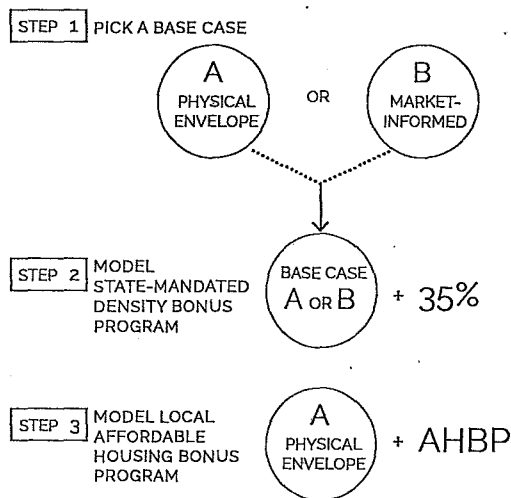 STEP 1 PICK A BASE CASE
A
PHYSICAL
ENVELOPE
OR
B
MARKET-
INFORMED
STEP 2
MODEL
STATE-MANDATED
DENSITY BONUS
PROGRAM
BASE CASE
A OR B
+ 35%
STEP 3
MODEL LOCAL
AFFORDABLE
HOUSING BONUS
PROGRAM
A
PHYSICAL
ENVELOPE
+ AHBP